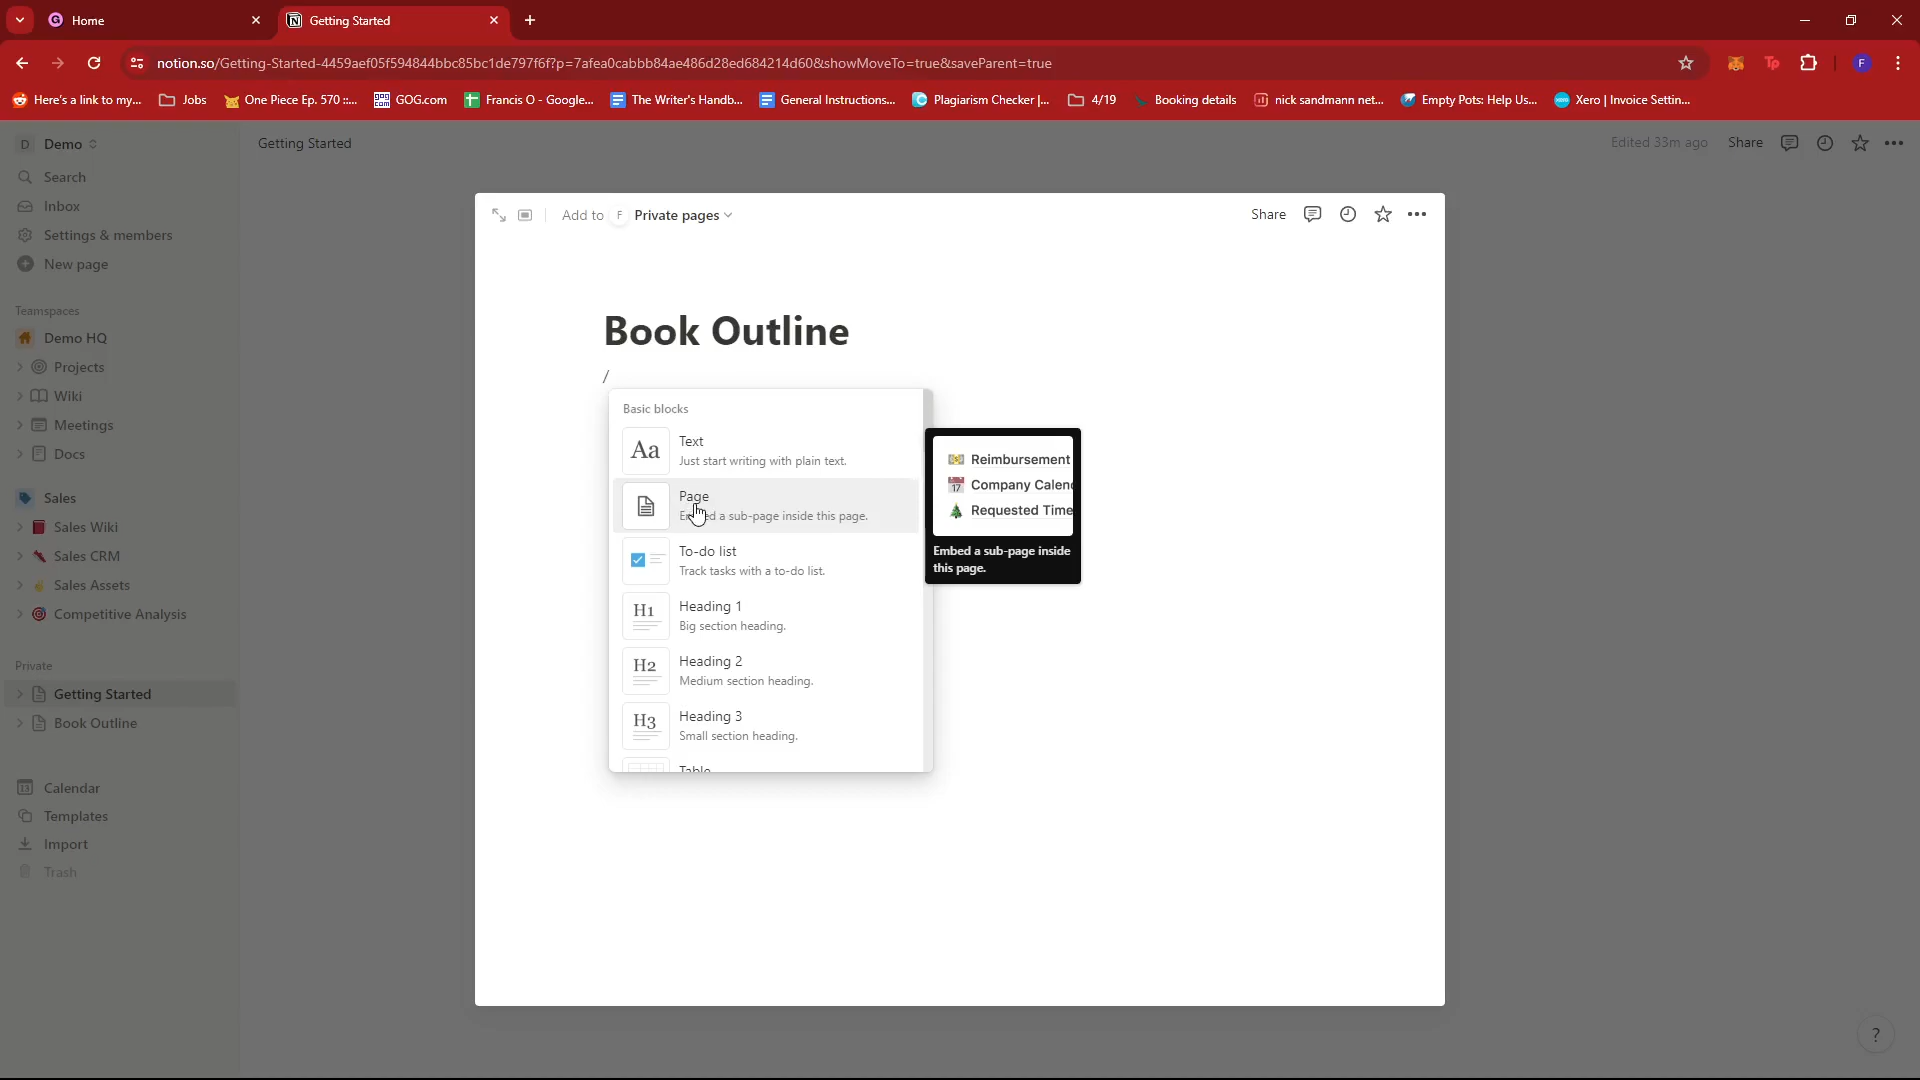 Home
Getting Started
notion.so/Getting-Started-4459aef05f594844bbc85bc1de797f6f?p=7afea0cabbb84ae486d28ed684214d60&showMoveTo=true&saveParent=true
Here's a link to my...
Jobs
One Piece Ep. 570 ::...
GOG.com
Francis O - Google...
The Writer's Handb...
General Instructions...
Plagiarism Checker |...
4/19
Booking details
nick sandmann net...
Empty Pots: Help Us...
Xero | Invoice Settin...
D Demo
Getting Started
Edited 33m ago
Share
Search
Inbox
Settings & members
New page
Teamspaces
Demo HQ
Projects
Wiki
Meetings
Docs
Sales
Sales Wiki
Sales CRM
Sales Assets
Competitive Analysis
Private
Getting Started
Book Outline
Calendar
Templates
Import
Trash
Add to F Private pages
Share
Book Outline
/
Basic blocks
Aa
Text
Just start writing with plain text.
Page
sub-page inside this page.
To-do list
Track tasks with a to-do list.
H1
Heading 1
Big section heading.
H2
Heading 2
Medium section heading.
H3
Heading 3
Small section heading.
Table
Reimbursement
17 Company Calen
Requested Time
Embed a sub-page inside
this page.
?